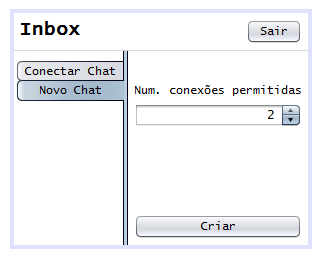 Inbox
Sair
Conectar Chat
Novo Chat
Num. conexões permitidas
2
Criar